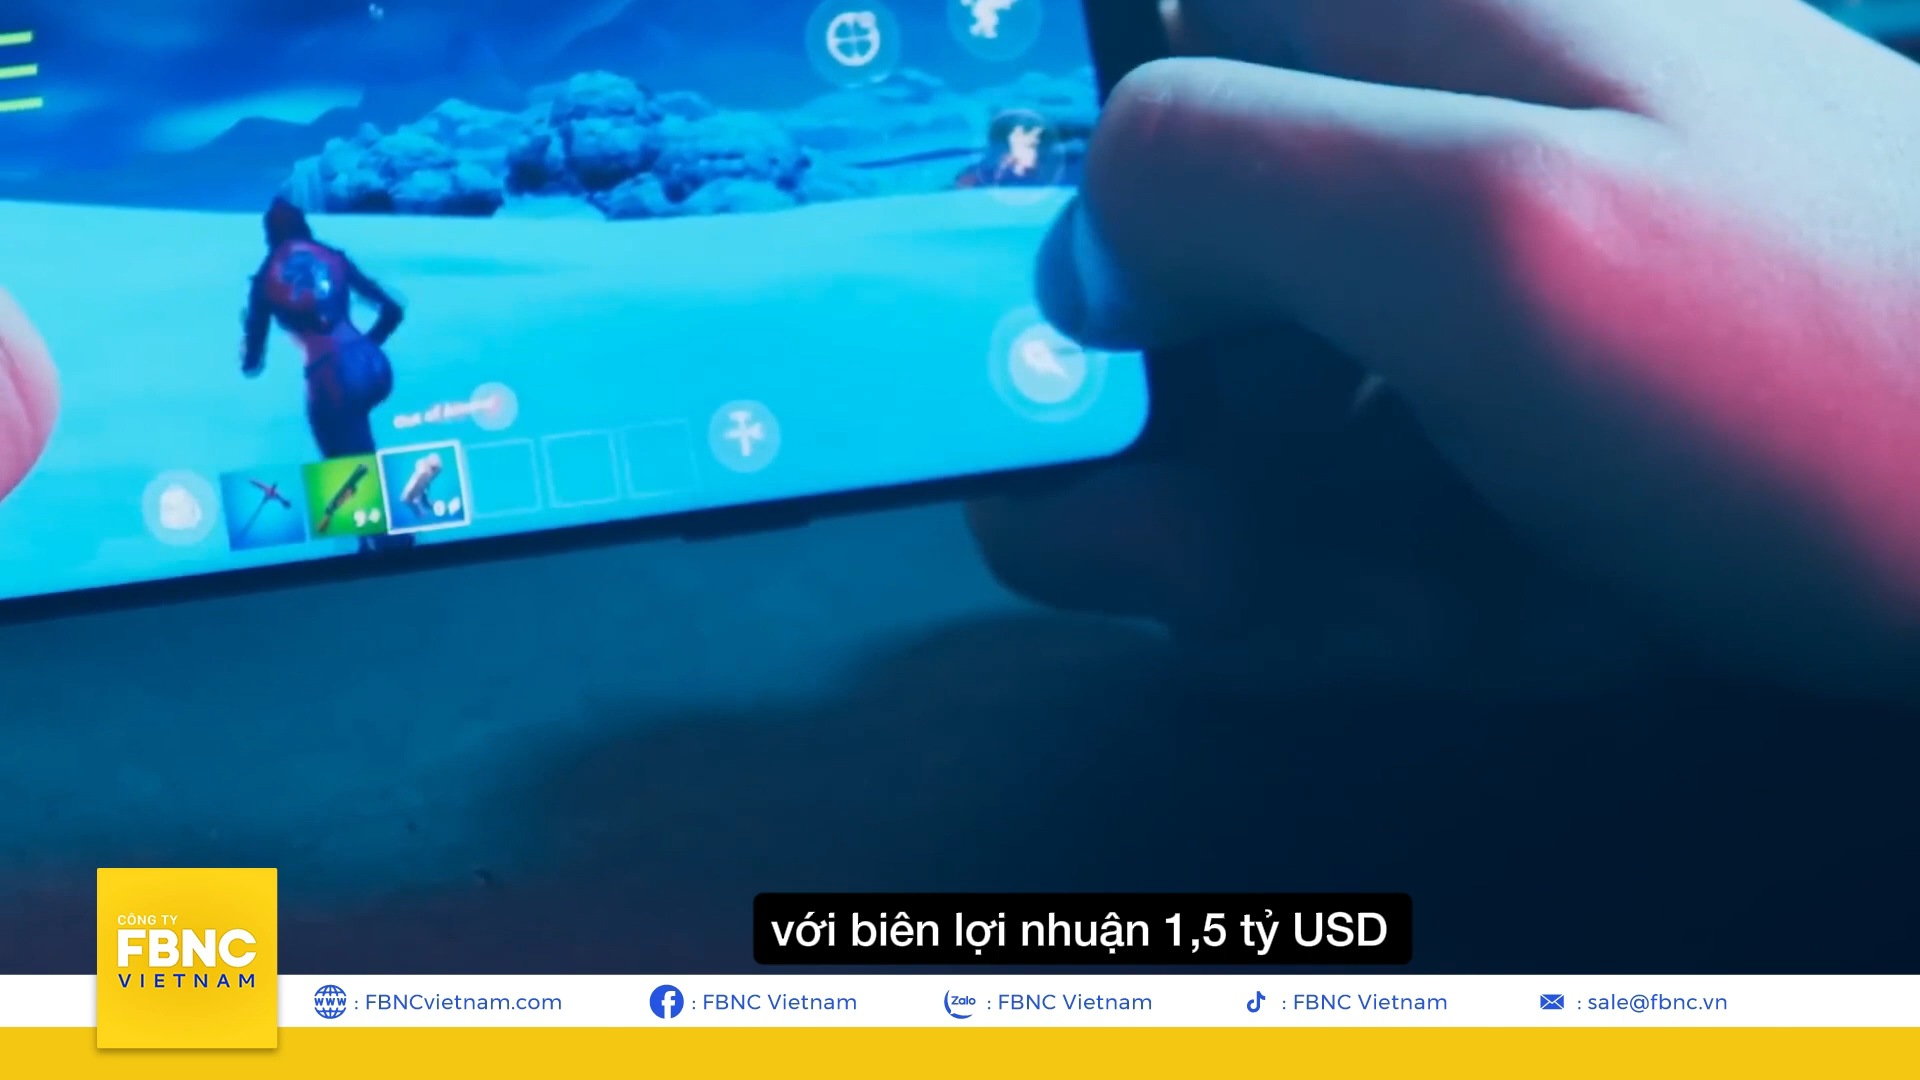 với biên lợi nhuận 1,5 tỷ USD
CÔNG TY
FBNC
VIETNAM
www : FBNCvietnam.com
: FBNC Vietnam
Zalo : FBNC Vietnam
: FBNC Vietnam
: sale@fbnc.vn